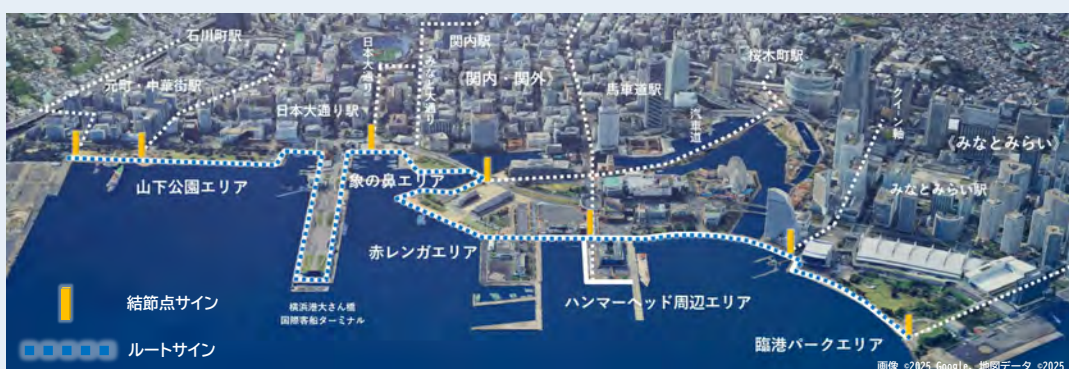 石川町駅
元町・中華街駅
日本大通り
日本大通り駅
関内駅
みなと大通り
《関内・関外》
馬車道駅
汽車道
桜木町駅
クイーン軸
《みなとみらい》
みなとみらい駅
山下公園エリア
象の鼻エリア
赤レンガエリア
ハンマーヘッド周辺エリア
臨港パークエリア
横浜港大さん橋
国際客船ターミナル
結節点サイン
ルートサイン
画像 ©2025 Google、地図データ ©2025